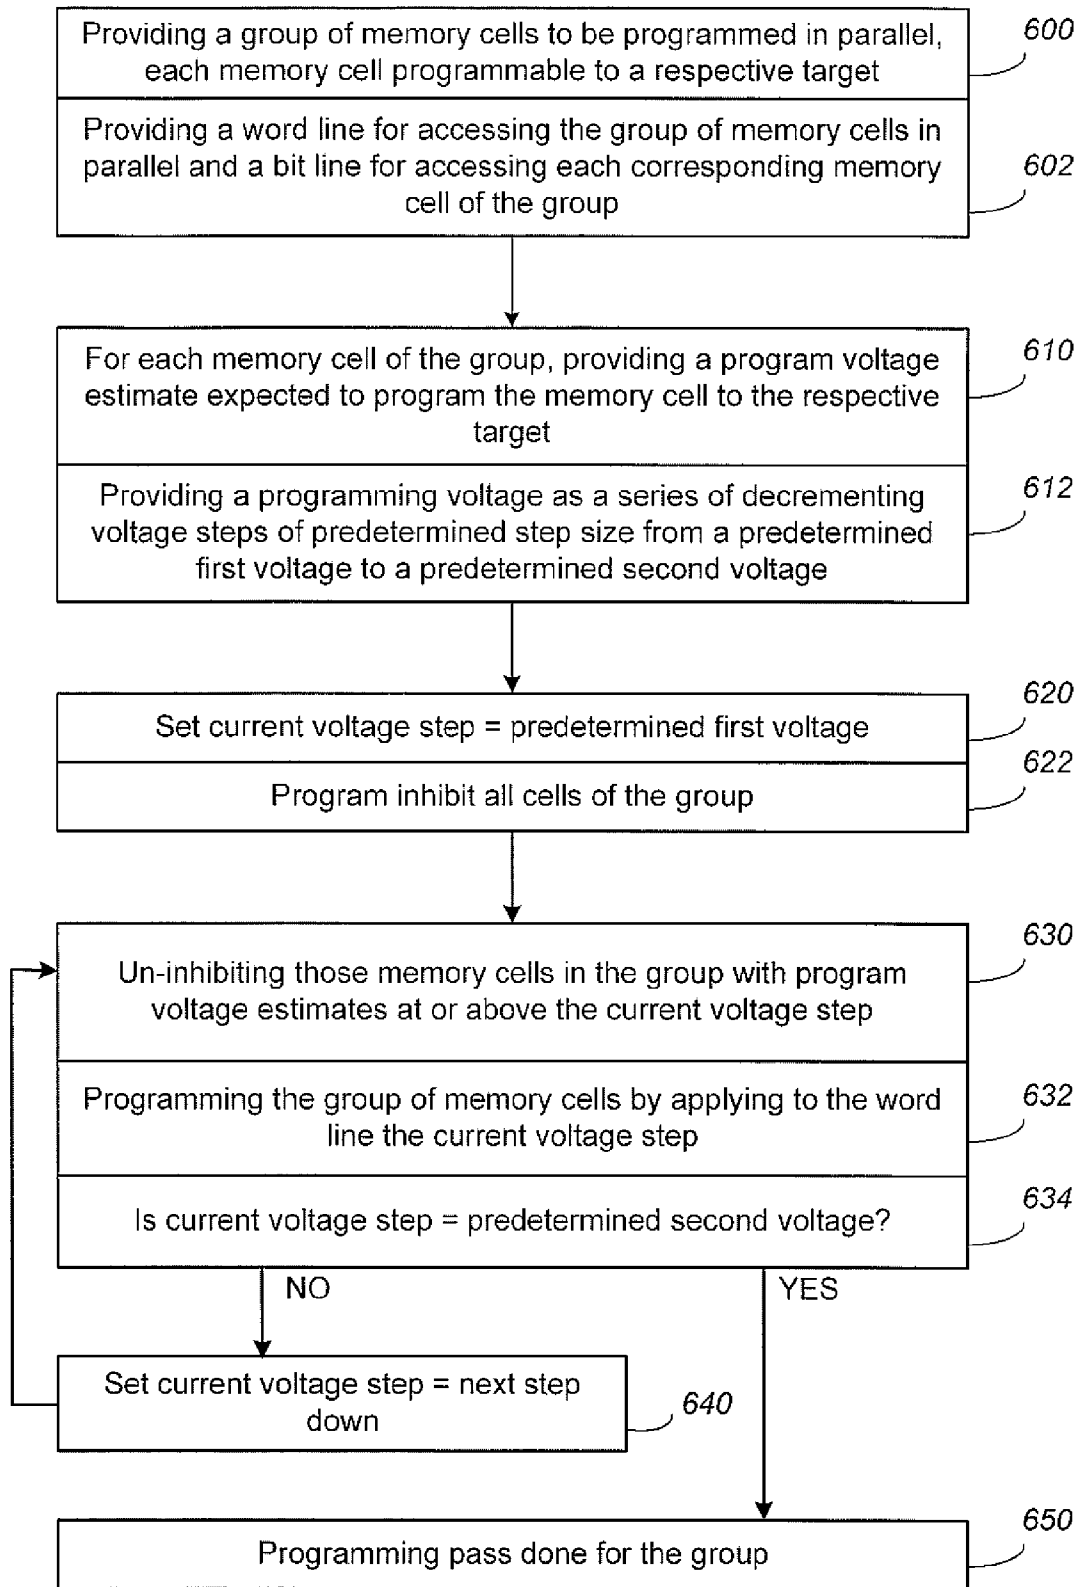 Providing a group of memory cells to be programmed in parallel,
each memory cell programmable to a respective target
600
Providing a word line for accessing the group of memory cells in
parallel and a bit line for accessing each corresponding memory
cell of the group
602
For each memory cell of the group, providing a program voltage
estimate expected to program the memory cell to the respective
target
610
Providing a programming voltage as a series of decrementing
voltage steps of predetermined step size from a predetermined
first voltage to a predetermined second voltage
612
Set current voltage step = predetermined first voltage
620
Program inhibit all cells of the group
622
Un-inhibiting those memory cells in the group with program
voltage estimates at or above the current voltage step
630
Programming the group of memory cells by applying to the word
line the current voltage step
632
Is current voltage step = predetermined second voltage?
634
NO
YES
Set current voltage step = next step
down
640
Programming pass done for the group
650